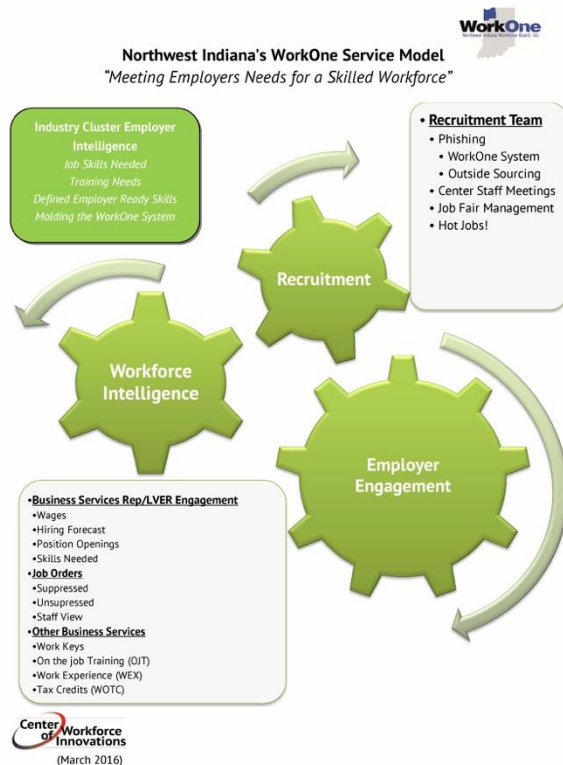 WorkOne
Northwest Indiana Workforce Board, Inc.
Northwest Indiana's WorkOne Service Model
"Meeting Employers Needs for a Skilled Workforce"
Industry Cluster Employer
Intelligence
Job Skills Needed
Training Needs
Defined Employer Ready Skills
Molding the WorkOne System
• Recruitment Team
• Phishing
• WorkOne System
• Outside Sourcing
• Center Staff Meetings
• Job Fair Management
• Hot Jobs!
Recruitment
Workforce
Intelligence
Employer
Engagement
•Business Services Rep/LVER Engagement
•Wages
•Hiring Forecast
•Position Openings
•Skills Needed
•Job Orders
•Suppressed
•Unsupressed
•Staff View
•Other Business Services
•Work Keys
•On the job Training (OJT)
•Work Experience (WEX)
•Tax Credits (WOTC)
Center
of Workforce
Innovations
(March 2016)